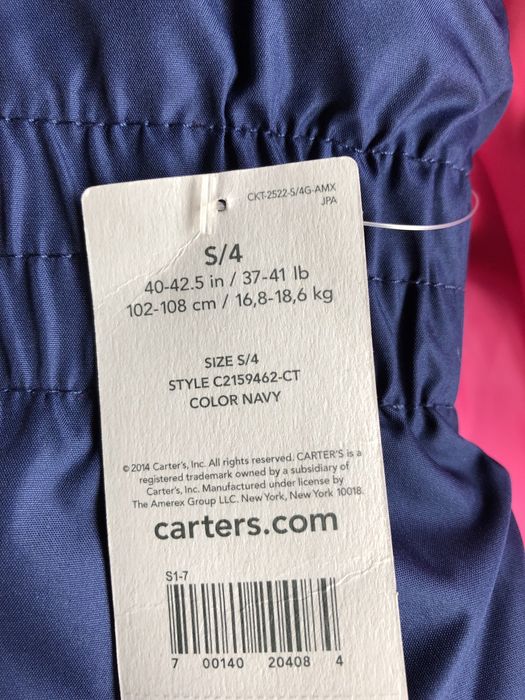 CKT-2522-S/4G-AMX
JPA
S/4
40-42.5 in / 37-41 lb
102-108 cm / 16,8-18,6 kg
SIZE S/4
STYLE C2159462-CT
COLOR NAVY
© 2014 Carter's, Inc. All rights reserved. CARTER'S is a
registered trademark owned by a subsidiary of
Carter's, Inc. Manufactured under license by
The Amerex Group LLC. New York, New York 10018.
carters.com
S1-7
7 00140 20408 4